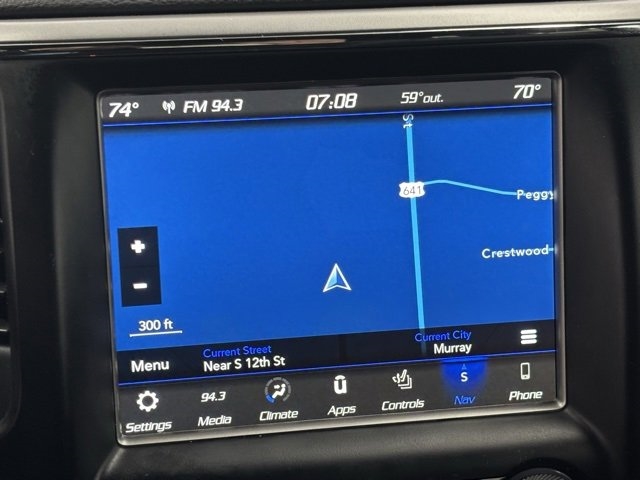 74° FM 94.3 07:08 59°out. 70°
St
641
Peggy
Crestwood
300 ft
Menu
Current Street
Near S 12th St
Current City
Murray
Settings
94.3
Media
Climate
Apps
Controls
S
Nav
Phone